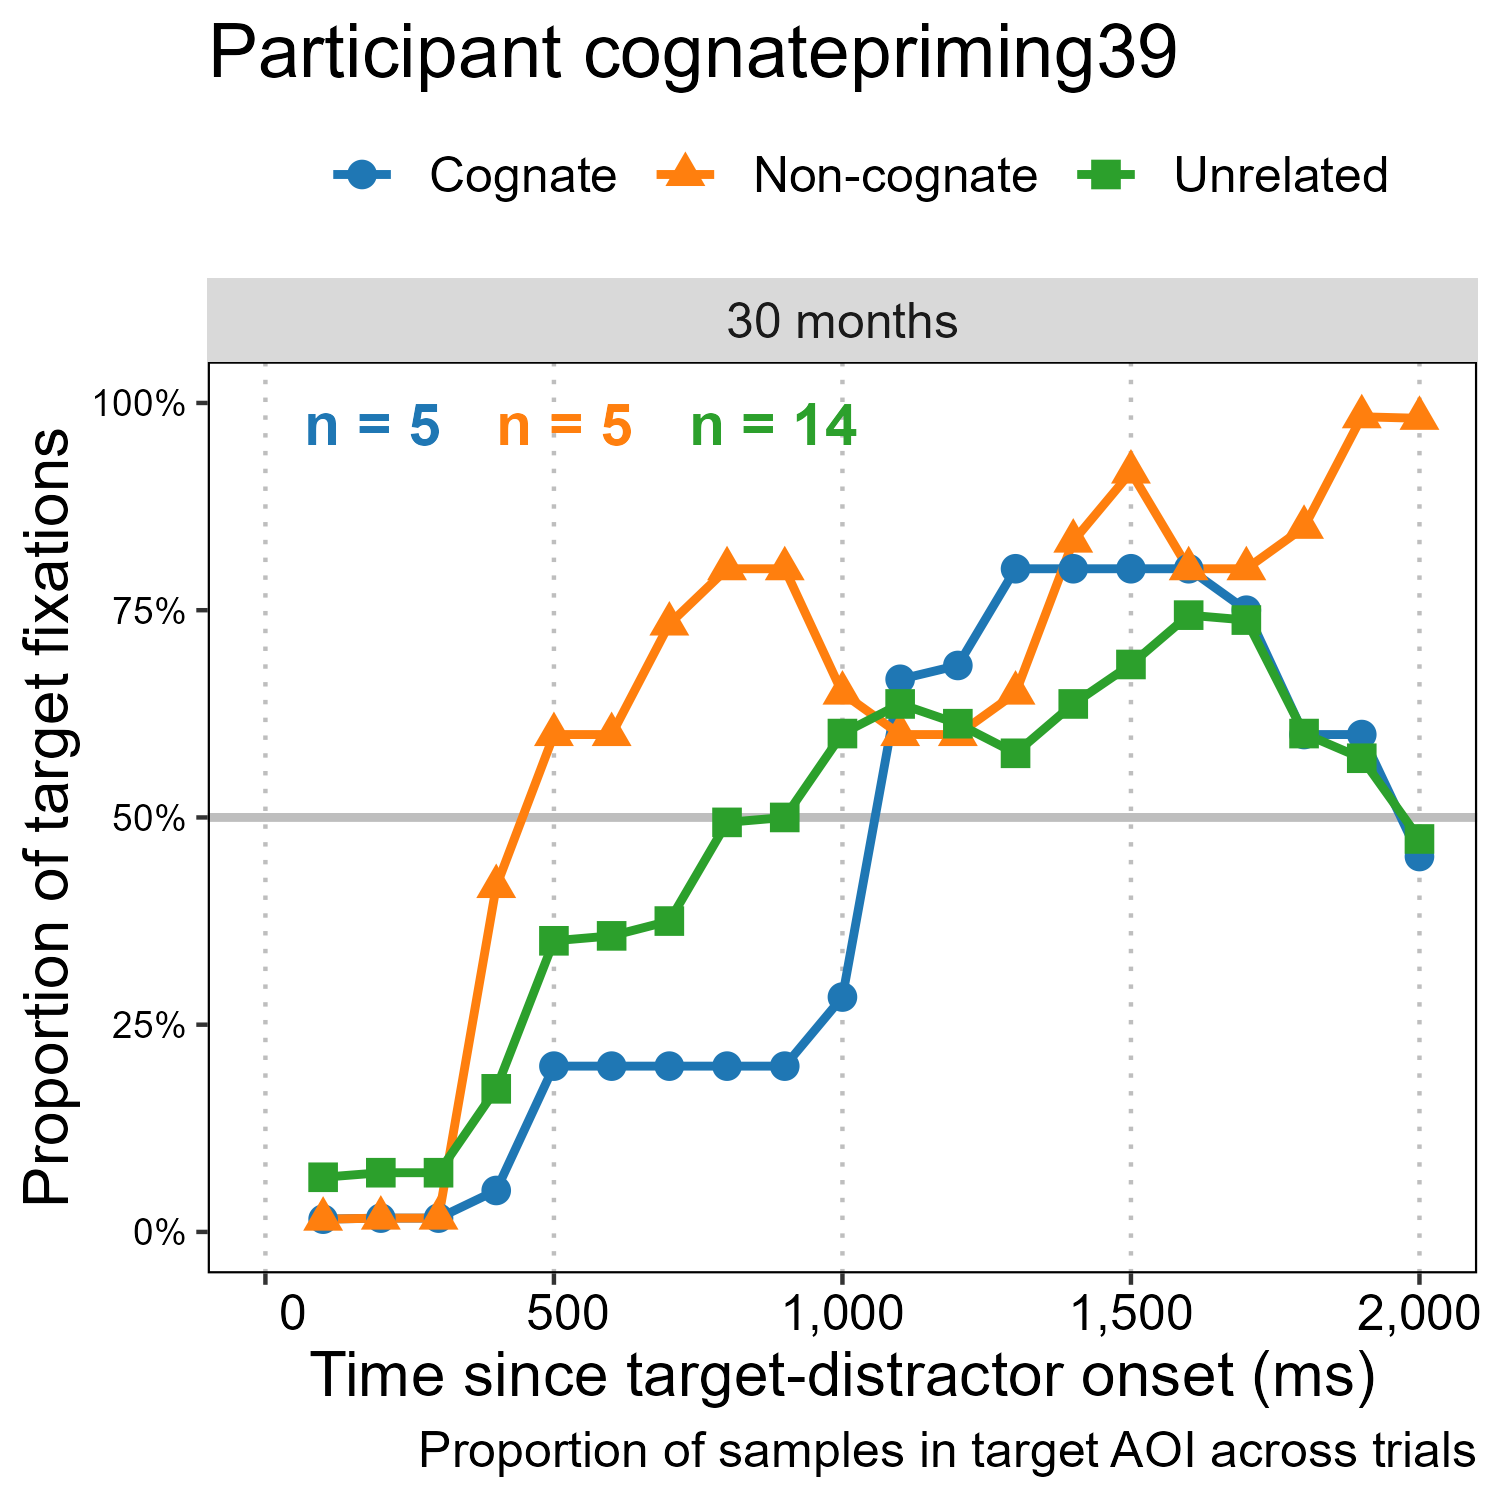 Participant cognatepriming39
Cognate Non-cognate Unrelated
30 months
n = 5 n = 5 n = 14
100%
75%
50%
25%
0%
Proportion of target fixations
0 500 1,000 1,500 2,000
Time since target-distractor onset (ms)
Proportion of samples in target AOI across trials